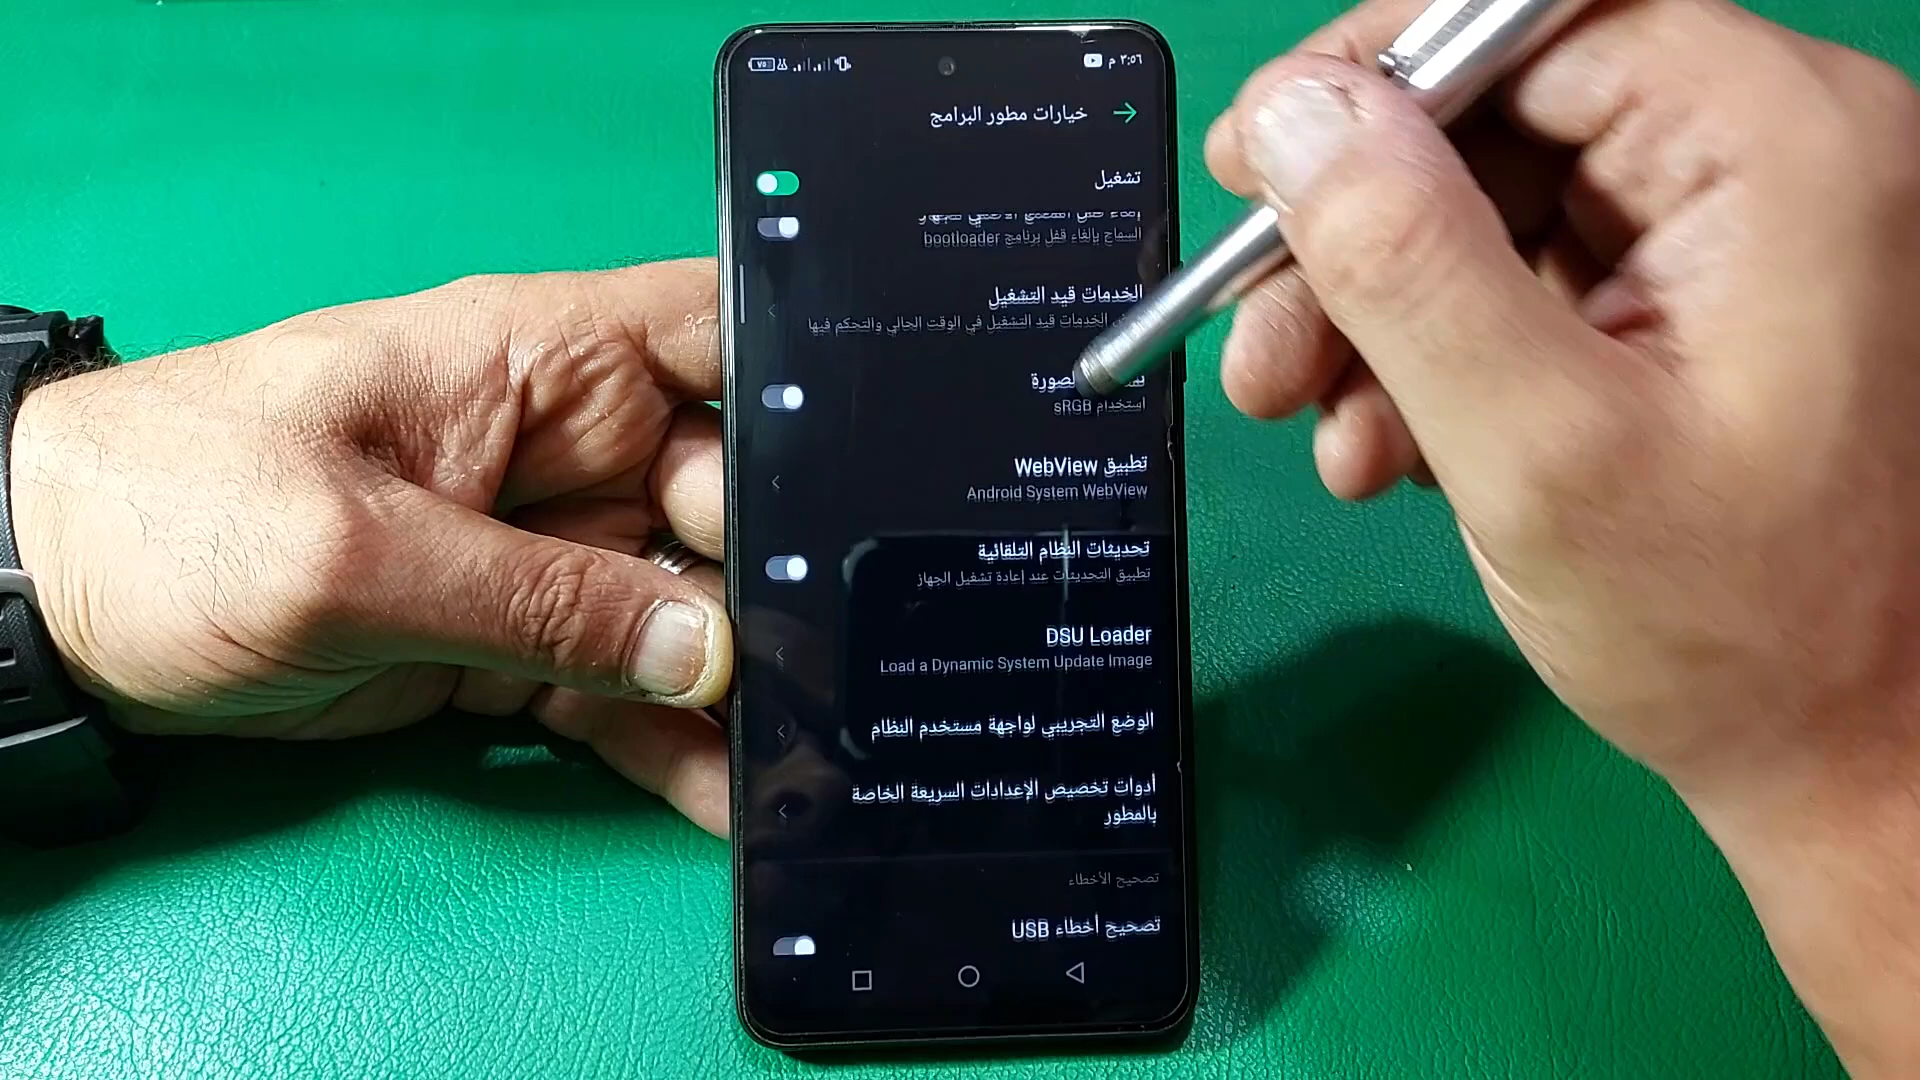 ٣:٥٦ م
خيارات مطور البرامج
تشغيل
السماح بإلغاء قفل برنامج bootloader
الخدمات قيد التشغيل
الخدمات قيد التشغيل في الوقت الحالي والتحكم فيها
الصورة
استخدام sRGB
تطبيق WebView
Android System WebView
تحديثات النظام التلقائية
تطبيق التحديثات عند إعادة تشغيل الجهاز
DSU Loader
Load a Dynamic System Update Image
الوضع التجريبي لواجهة مستخدم النظام
أدوات تخصيص الإعدادات السريعة الخاصة
بالمطور
تصحيح الأخطاء
تصحيح أخطاء USB